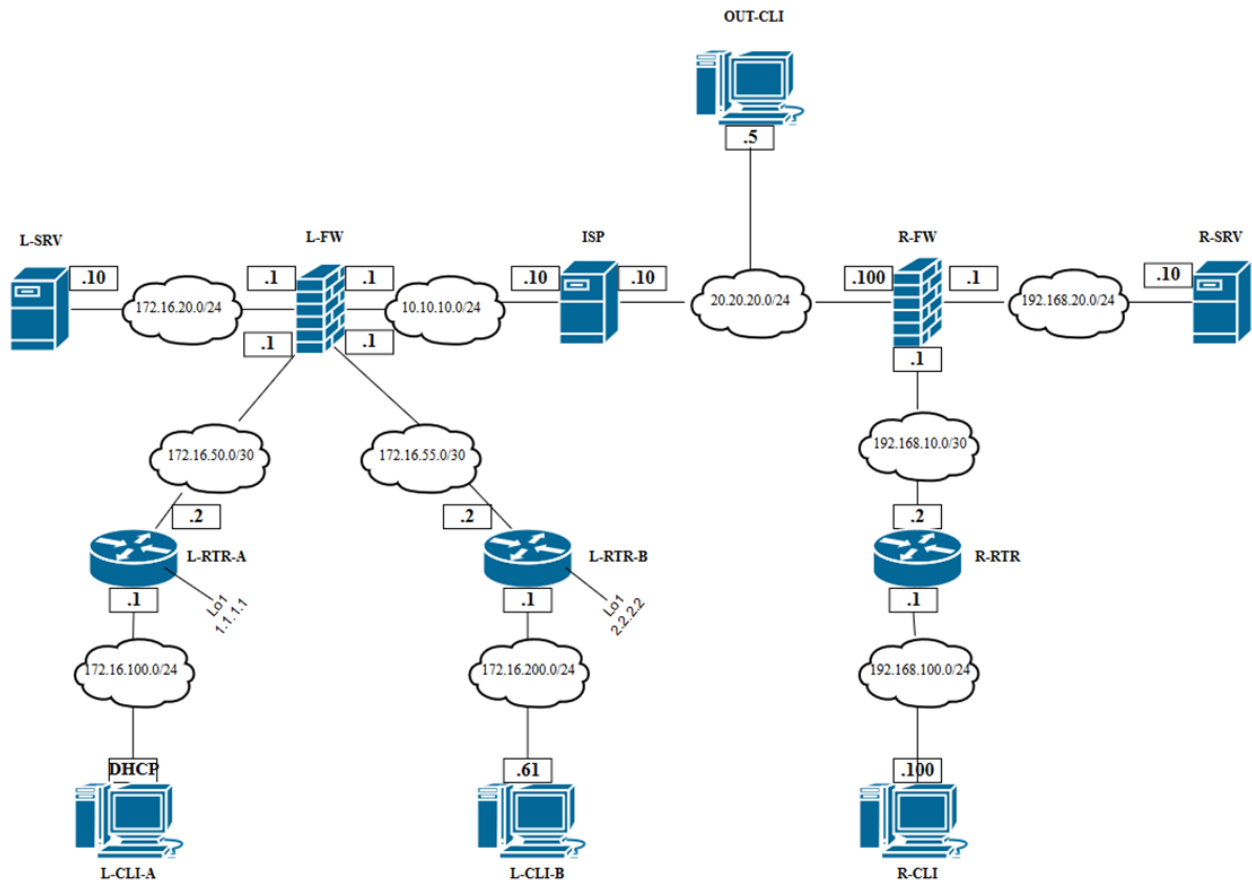 OUT-CLI
.5
L-SRV
L-FW
ISP
R-FW
R-SRV
.10
.1
.1
.10
.10
.100
.1
.10
172.16.20.0/24
10.10.10.0/24
20.20.20.0/24
192.168.20.0/24
.1
.1
.1
172.16.50.0/30
172.16.55.0/30
192.168.10.0/30
.2
.2
.2
L-RTR-A
L-RTR-B
R-RTR
.1
Lo1
1.1.1.1
.1
Lo1
2.2.2.2
.1
172.16.100.0/24
172.16.200.0/24
192.168.100.0/24
DHCP
.61
.100
L-CLI-A
L-CLI-B
R-CLI